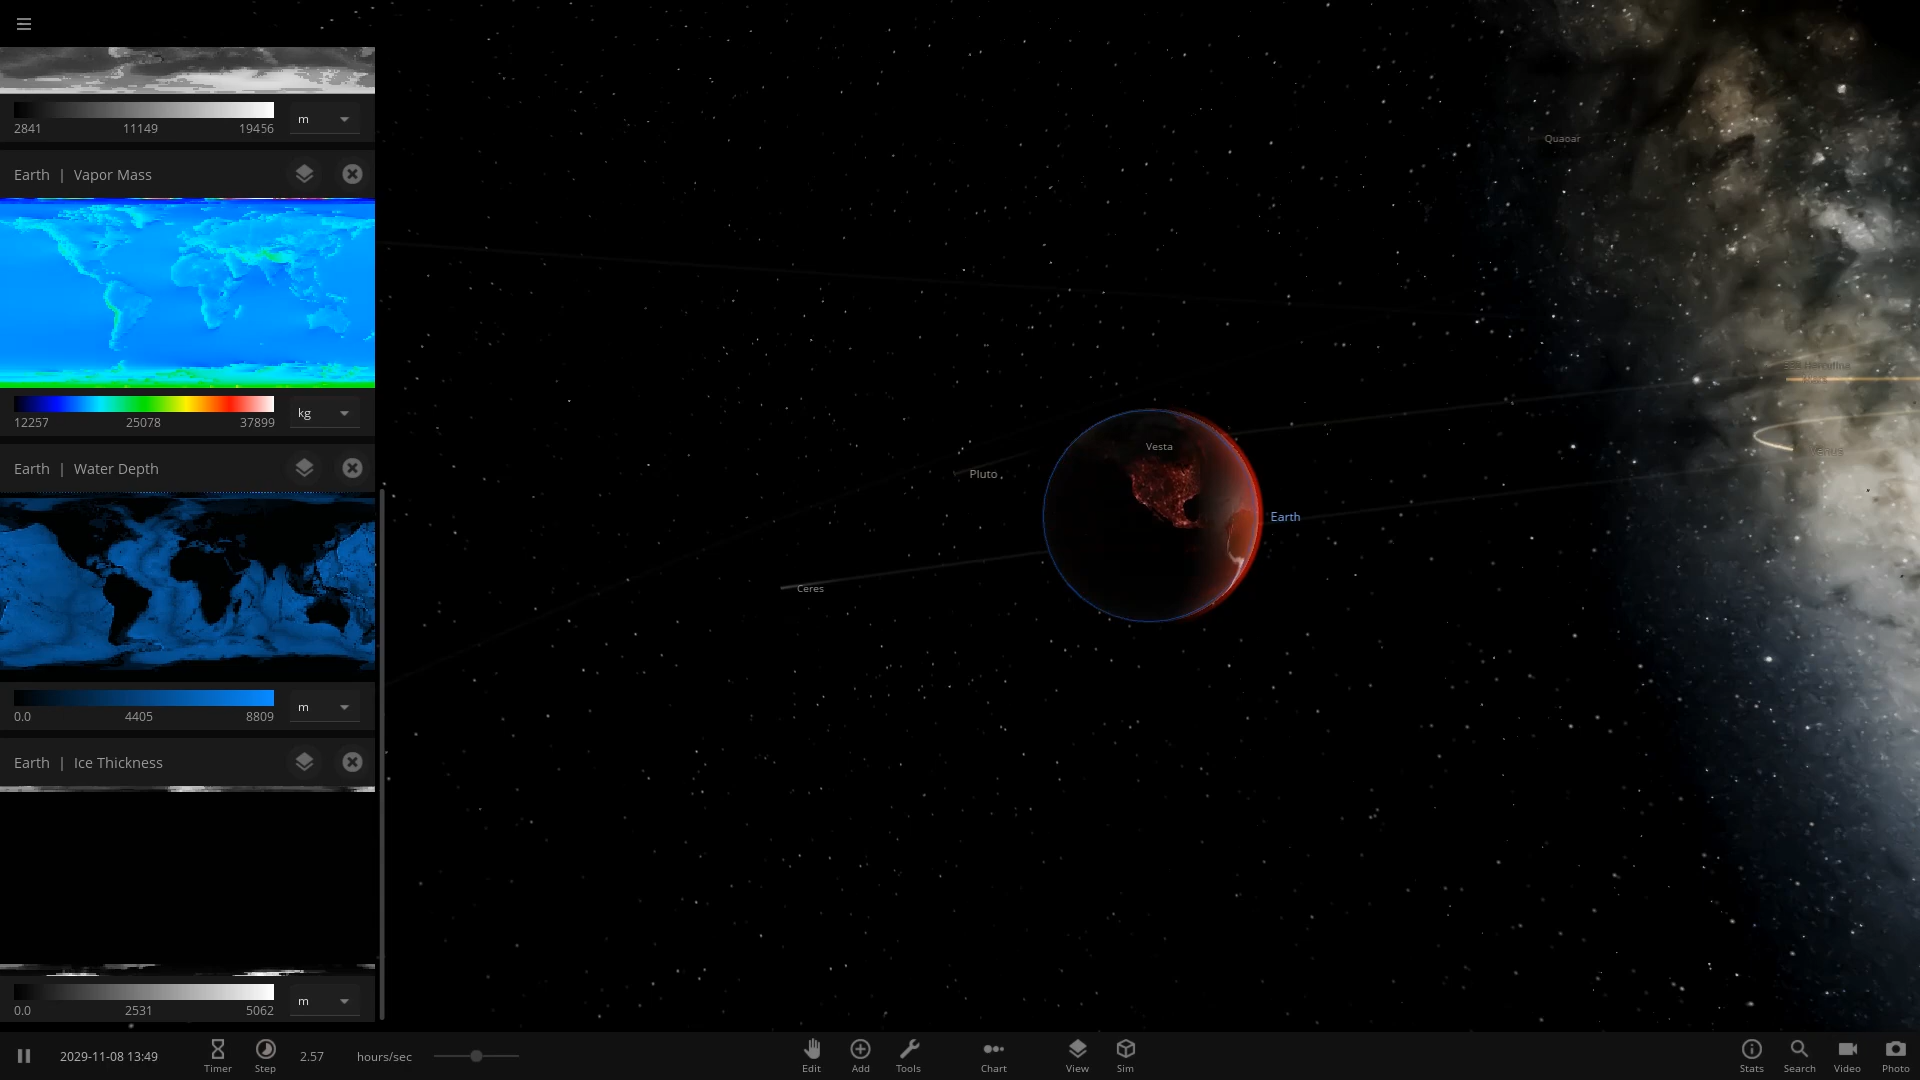 2841 11149 19456 m
Earth | Vapor Mass
12257 25078 37899 kg
Earth | Water Depth
0.0 4405 8809 m
Earth | Ice Thickness
0.0 2531 5062 m
Quaoar
Vesta
Pluto
Earth
Ceres
Venus
2029-11-08 13:49
Timer
Step
2.57 hours/sec
Edit
Add
Tools
Chart
View
Sim
Stats
Search
Video
Photo